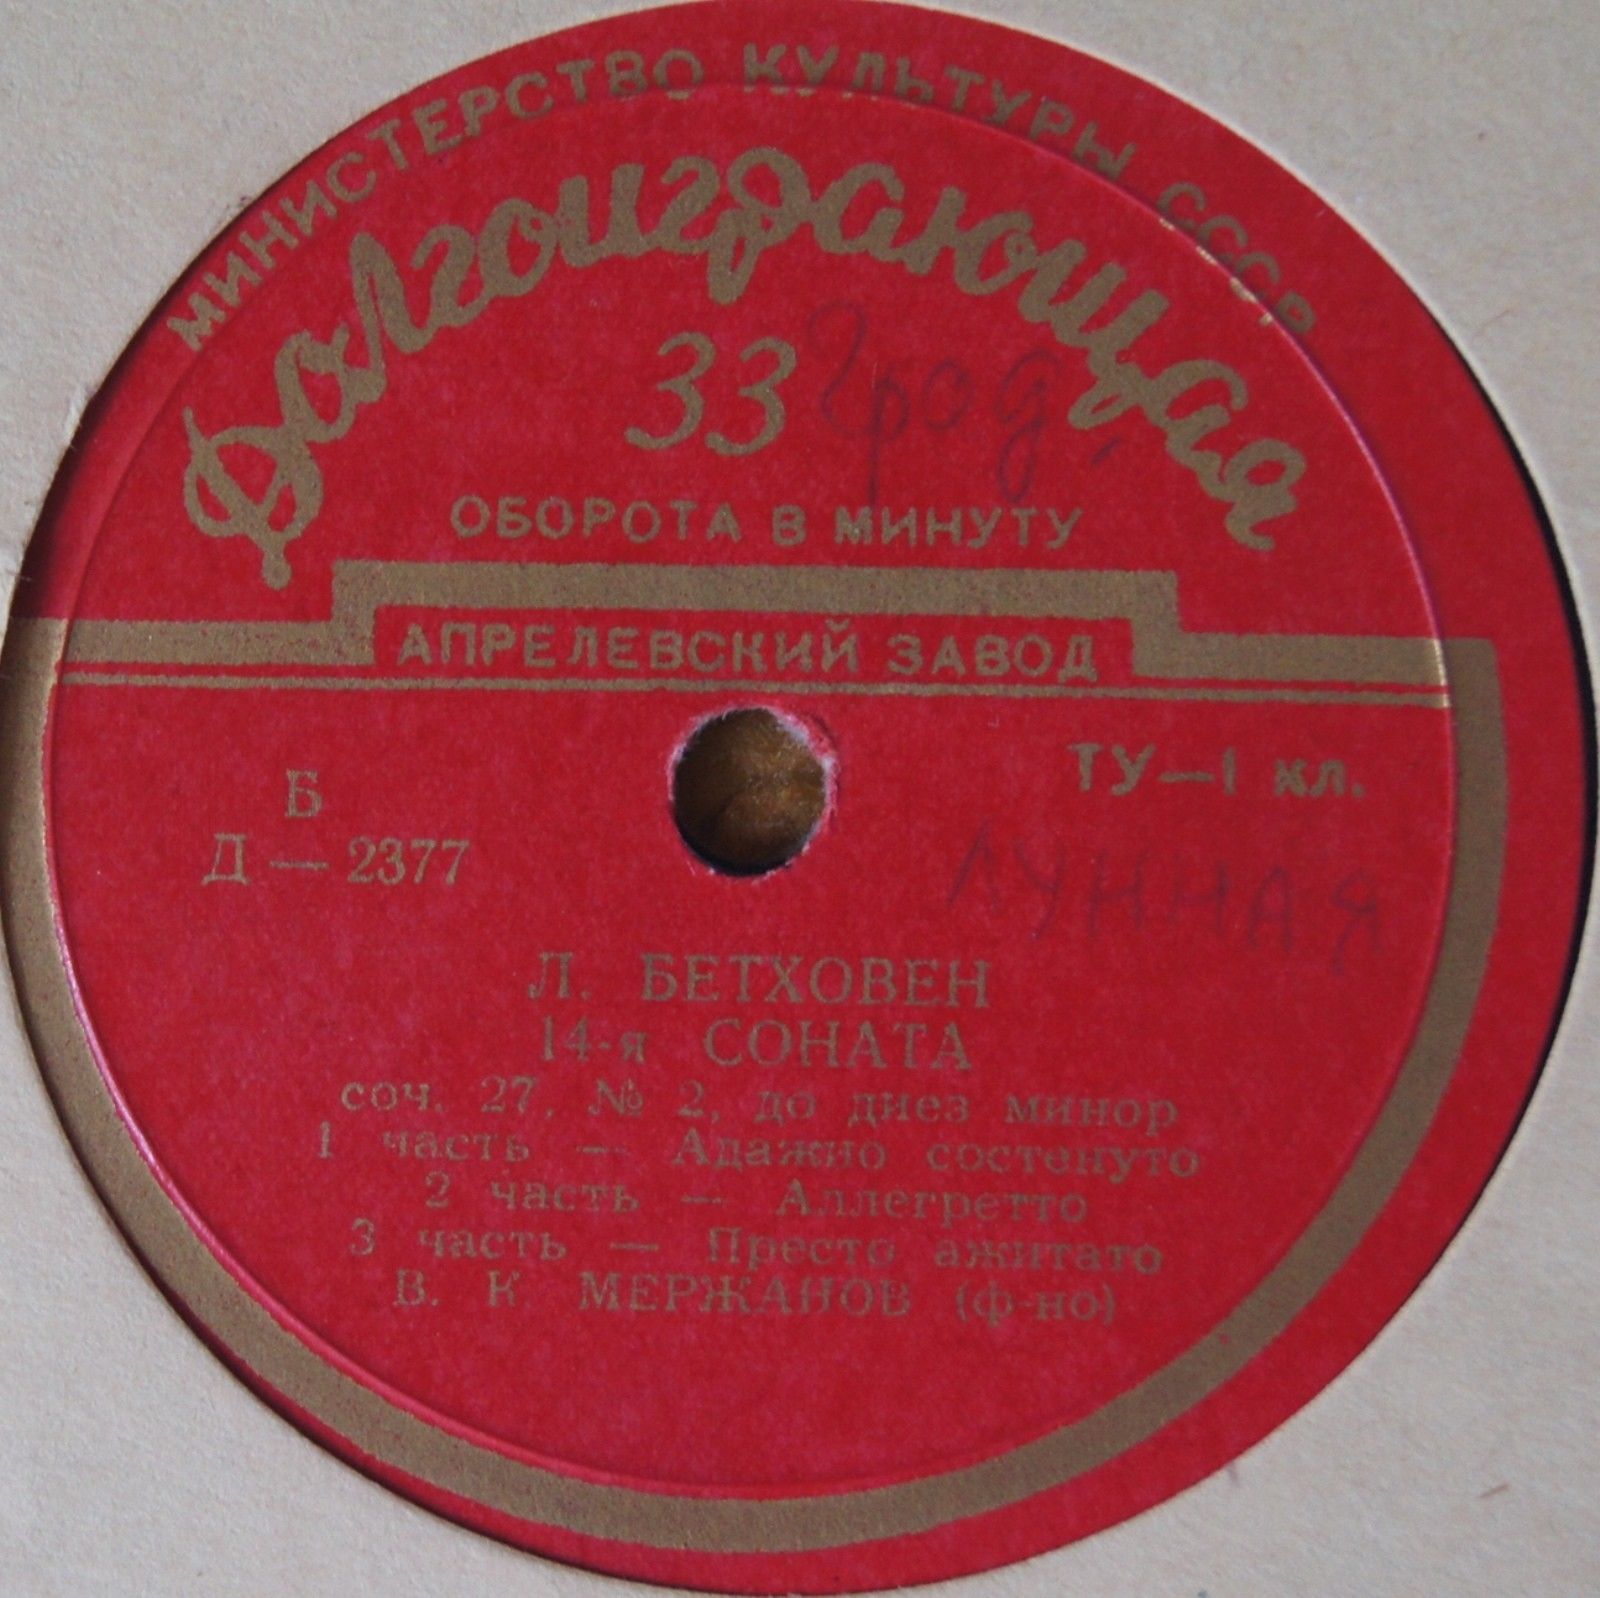 МИНИСТЕРСТВО КУЛЬТУРЫ СССР
Долгоиграющая
33
ОБОРОТА В МИНУТУ
АПРЕЛЕВСКИЙ ЗАВОД
ТУ—I кл.
Б
Д — 2377
ЛУННАЯ
Л. БЕТХОВЕН
14-я СОНАТА
соч. 27, № 2, до диез минор
1 часть — Адажио состенуто
2 часть — Аллегретто
3 часть — Престо ажитато
В. К МЕРЖАНОВ (ф-но)